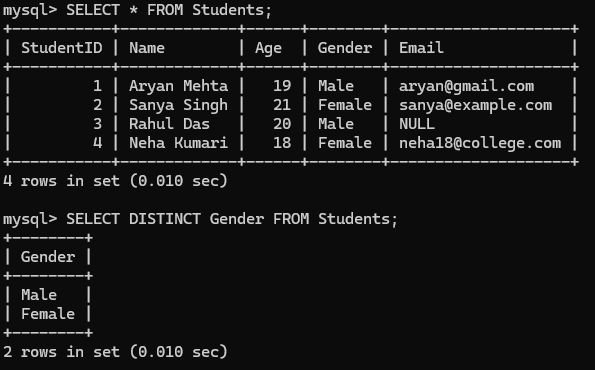 mysql> SELECT * FROM Students;
+-----------+-------------+------+--------+--------------------+
| StudentID | Name        | Age  | Gender | Email              |
+-----------+-------------+------+--------+--------------------+
|         1 | Aryan Mehta |   19 | Male   | aryan@gmail.com    |
|         2 | Sanya Singh |   21 | Female | sanya@example.com  |
|         3 | Rahul Das   |   20 | Male   | NULL               |
|         4 | Neha Kumari |   18 | Female | neha18@college.com |
+-----------+-------------+------+--------+--------------------+
4 rows in set (0.010 sec)

mysql> SELECT DISTINCT Gender FROM Students;
+--------+
| Gender |
+--------+
| Male   |
| Female |
+--------+
2 rows in set (0.010 sec)